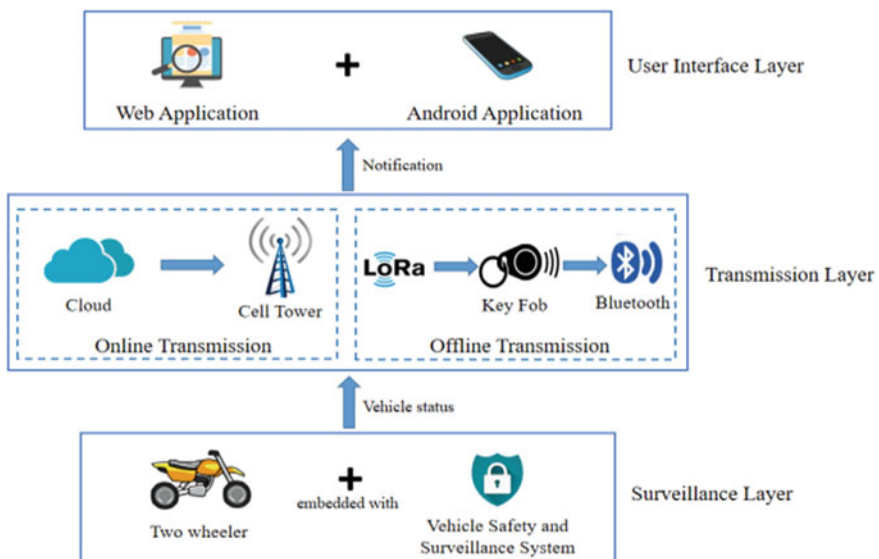 User Interface Layer
Web Application
Android Application
Notification
LoRa
Cloud
Cell Tower
Key Fob
Bluetooth
Transmission Layer
Online Transmission
Offline Transmission
Vehicle status
embedded with
Two wheeler
Vehicle Safety and
Surveillance System
Surveillance Layer